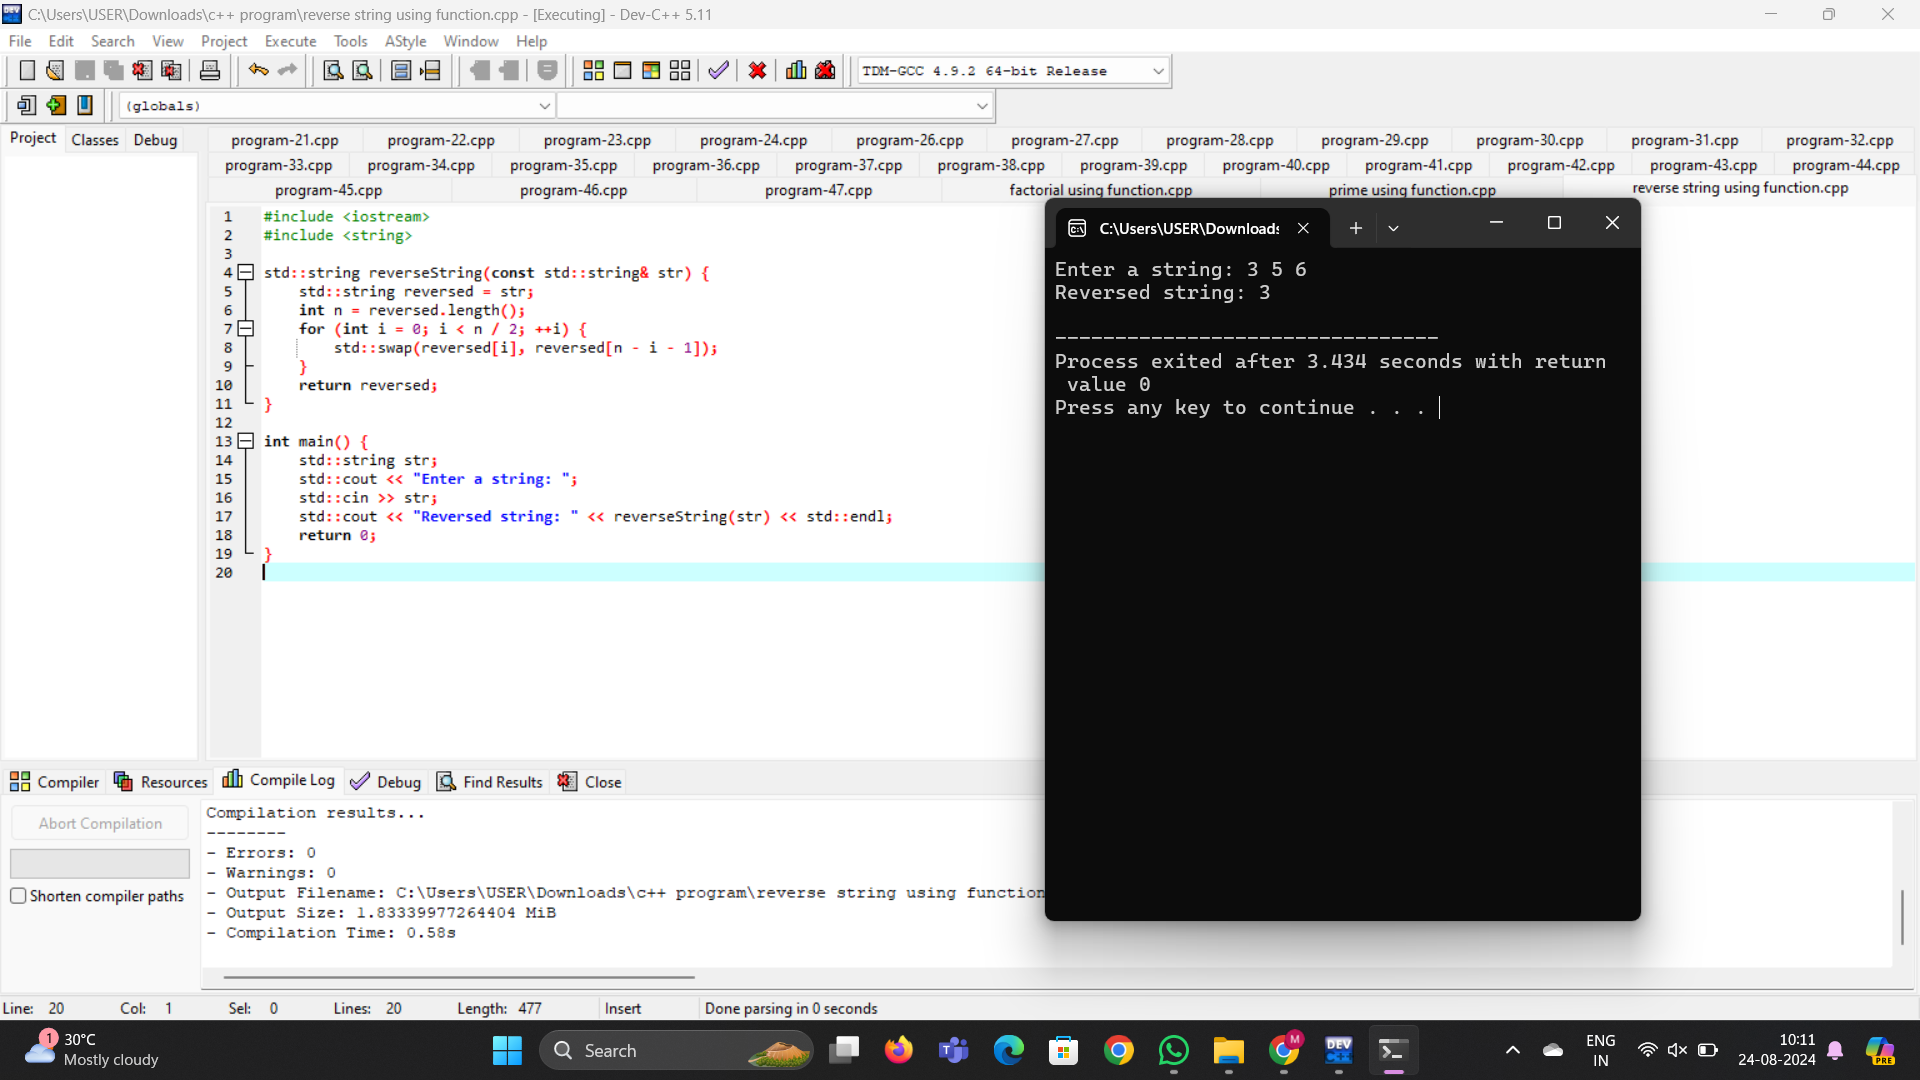 C:\Users\USER\Downloads\c++ program\reverse string using function.cpp - [Executing] - Dev-C++ 5.11
File Edit Search View Project Execute Tools AStyle Window Help
TDM-GCC 4.9.2 64-bit Release
(globals)
Project Classes Debug
program-21.cpp program-22.cpp program-23.cpp program-24.cpp program-26.cpp program-27.cpp program-28.cpp program-29.cpp program-30.cpp program-31.cpp program-32.cpp
program-33.cpp program-34.cpp program-35.cpp program-36.cpp program-37.cpp program-38.cpp program-39.cpp program-40.cpp program-41.cpp program-42.cpp program-43.cpp program-44.cpp
program-45.cpp program-46.cpp program-47.cpp factorial using function.cpp prime using function.cpp reverse string using function.cpp
1 #include <iostream>
2 #include <string>
3
4 std::string reverseString(const std::string& str) {
5 std::string reversed = str;
6 int n = reversed.length();
7 for (int i = 0; i < n / 2; ++i) {
8 std::swap(reversed[i], reversed[n - i - 1]);
9 }
10 return reversed;
11 }
12
13 int main() {
14 std::string str;
15 std::cout << "Enter a string: ";
16 std::cin >> str;
17 std::cout << "Reversed string: " << reverseString(str) << std::endl;
18 return 0;
19 }
20
C:\Users\USER\Downloads
Enter a string: 3 5 6
Reversed string: 3
--------------------------------
Process exited after 3.434 seconds with return
value 0
Press any key to continue . . .
Compiler Resources Compile Log Debug Find Results Close
Abort Compilation
Shorten compiler paths
Compilation results...
--------
- Errors: 0
- Warnings: 0
- Output Filename: C:\Users\USER\Downloads\c++ program\reverse string using function
- Output Size: 1.83339977264404 MiB
- Compilation Time: 0.58s
Line: 20 Col: 1 Sel: 0 Lines: 20 Length: 477 Insert Done parsing in 0 seconds
1
30°C
Mostly cloudy
Search
M
DEV
ENG
IN
10:11
24-08-2024
PRE